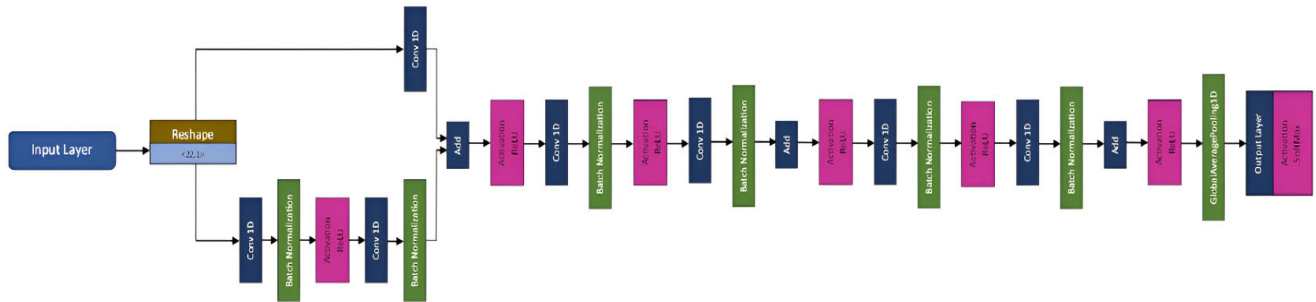 Input Layer
Reshape
(22,1)
Conv 1D
Conv 1D
Batch Normalization
Activation
ReLU
Conv 1D
Batch Normalization
Add
Activation
ReLU
Conv 1D
Batch Normalization
Activation
ReLU
Conv 1D
Batch Normalization
Add
Activation
ReLU
Conv 1D
Batch Normalization
Activation
ReLU
Conv 1D
Batch Normalization
Add
Activation
ReLU
GlobalAveragePooling1D
Output Layer
Activation
SoftMax